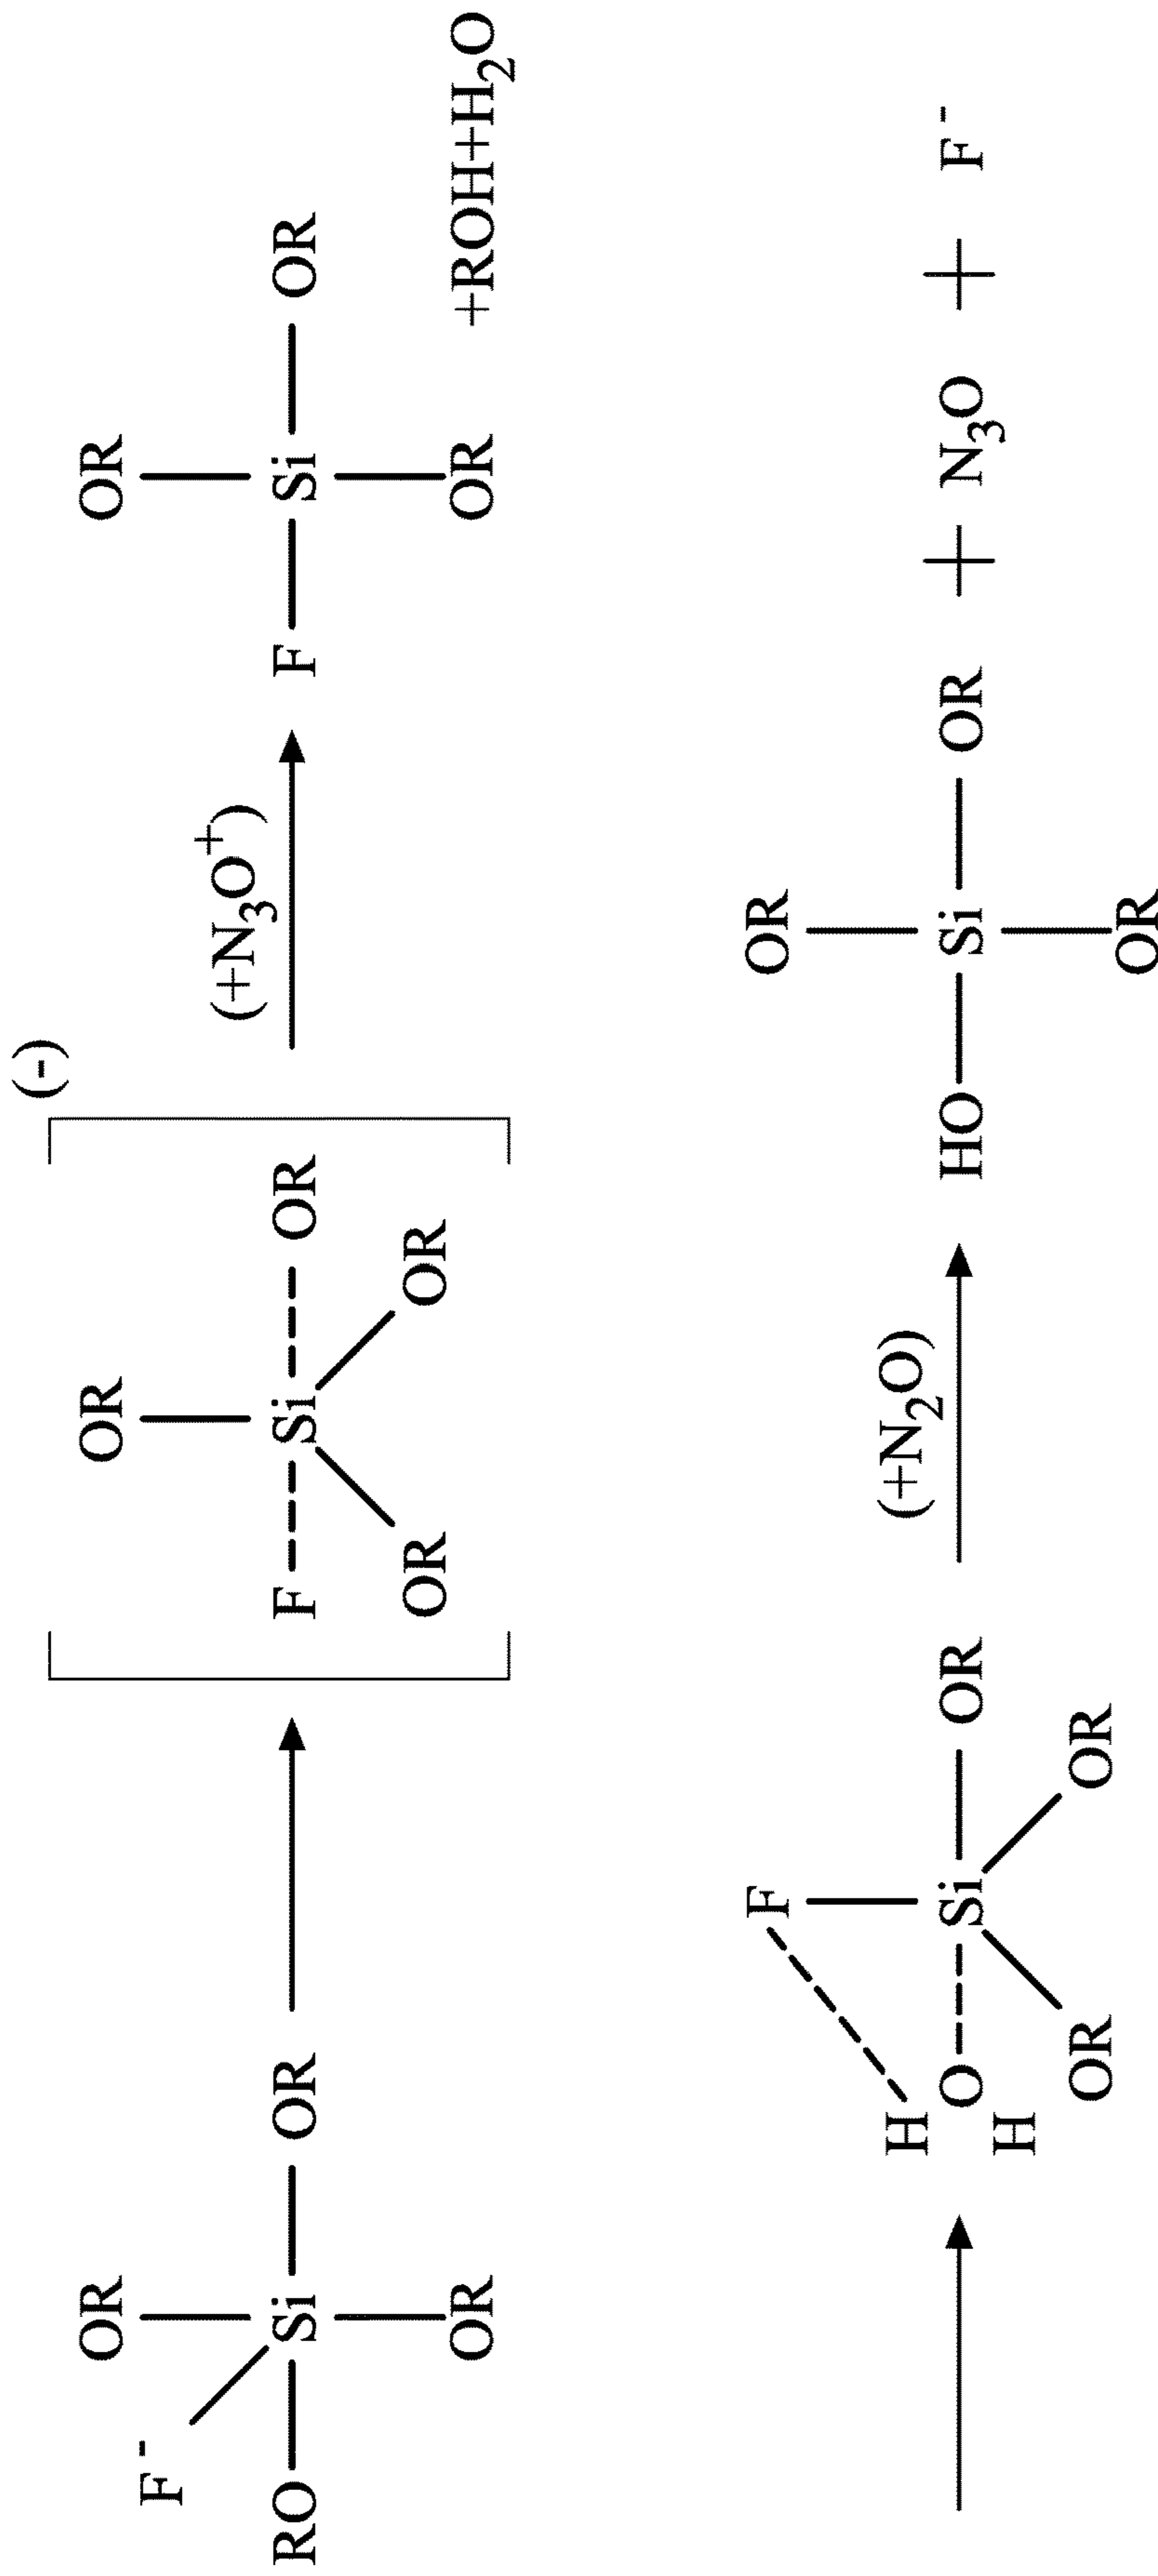 OR OR (-) OR
F⁻ (+N₃O⁺)
RO Si OR F Si OR F Si OR
OR OR OR OR
+ROH+H₂O
F OR
H (+N₂O)
O Si OR HO Si OR + N₃O + F⁻
H
OR OR OR